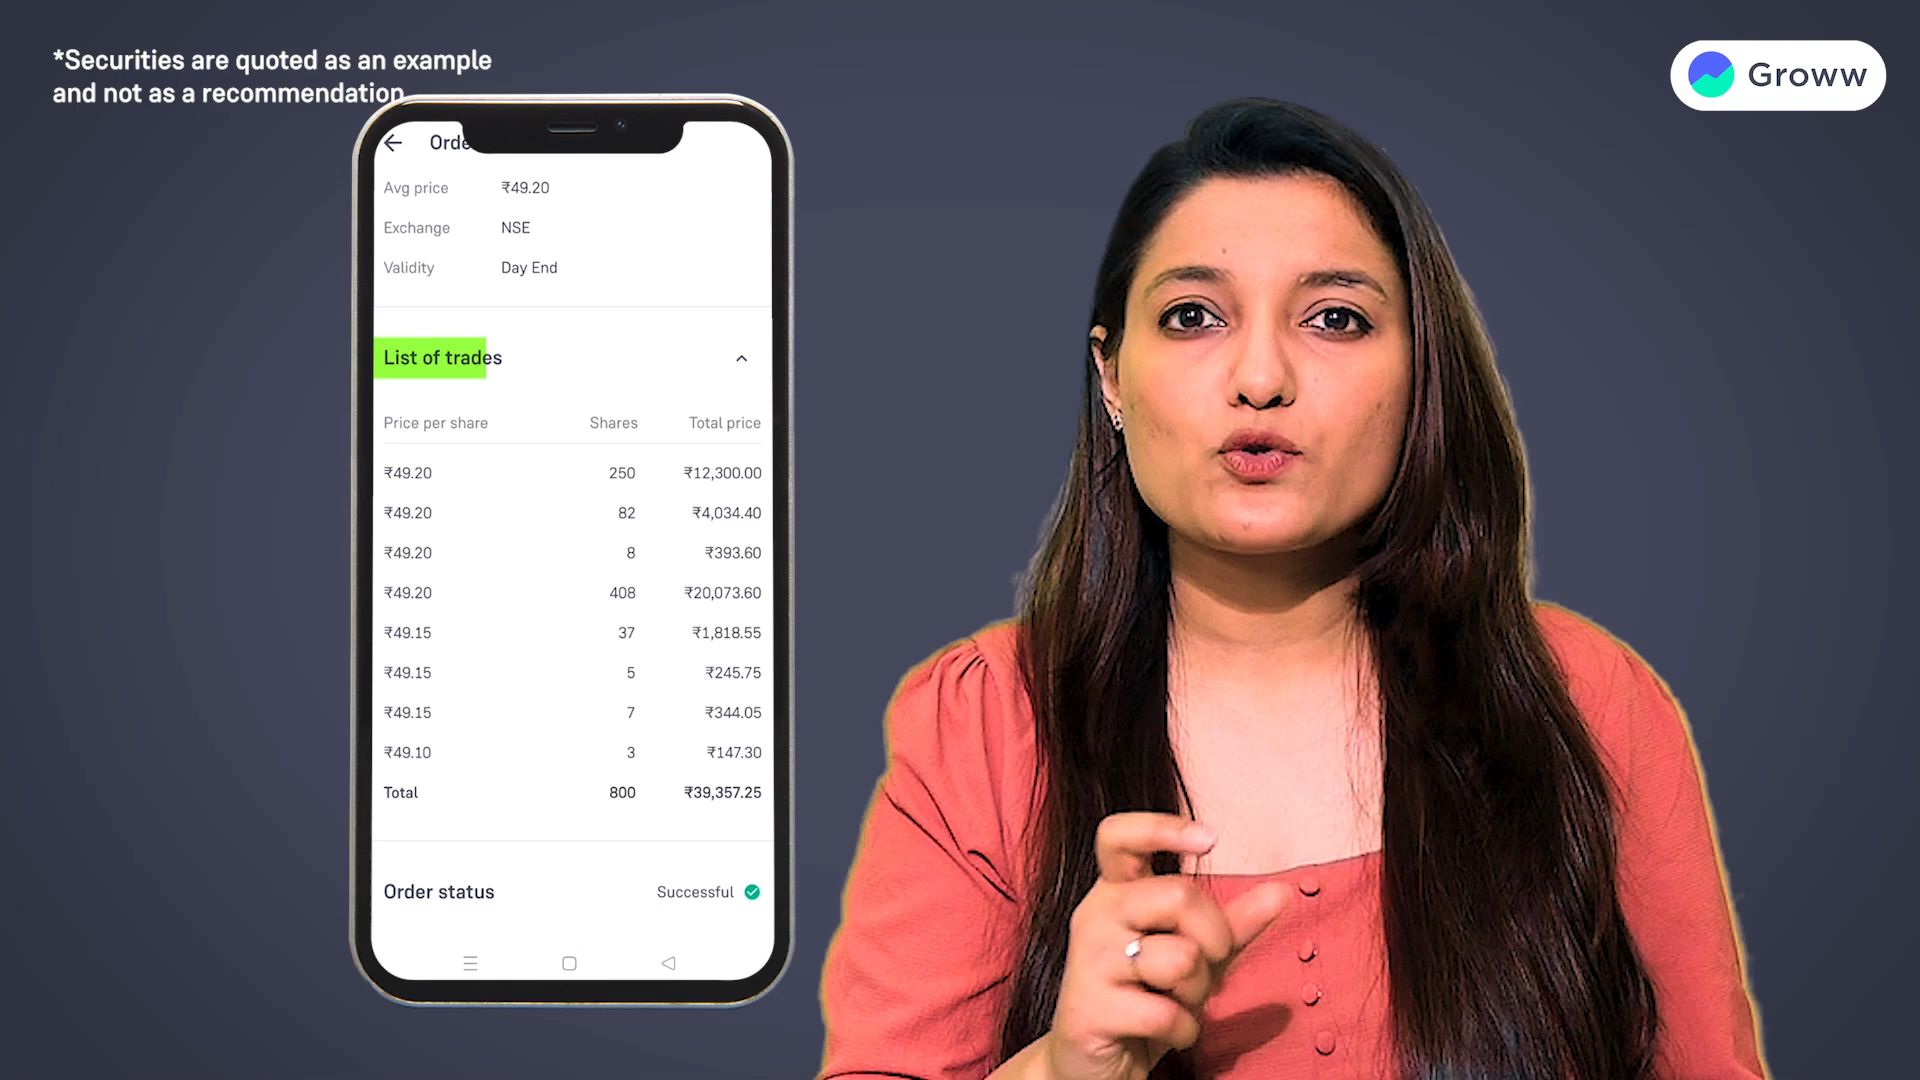 *Securities are quoted as an example
and not as a recommendation
Groww
Avg price ₹49.20
Exchange NSE
Validity Day End
List of trades
Price per share Shares Total price
₹49.20 250 ₹12,300.00
₹49.20 82 ₹4,034.40
₹49.20 8 ₹393.60
₹49.20 408 ₹20,073.60
₹49.15 37 ₹1,818.55
₹49.15 5 ₹245.75
₹49.15 7 ₹344.05
₹49.10 3 ₹147.30
Total 800 ₹39,357.25
Order status Successful